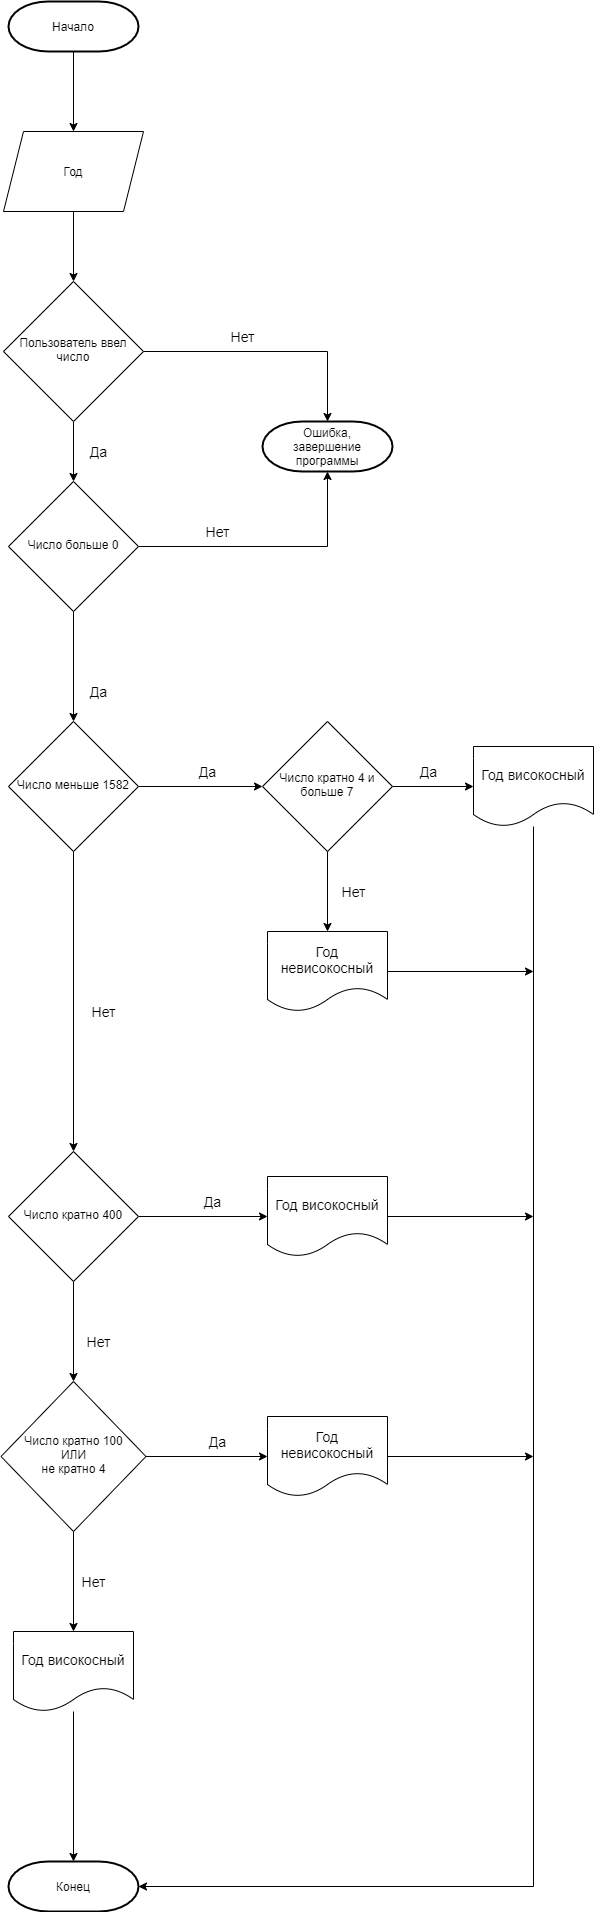 Начало
Год
Пользователь ввел
число
Нет
Ошибка,
завершение
программы
Да
Число больше 0
Нет
Да
Число меньше 1582
Да
Число кратно 4 и
больше 7
Да
Год високосный
Нет
Год
невисокосный
Нет
Число кратно 400
Да
Год високосный
Нет
Число кратно 100
ИЛИ
не кратно 4
Да
Год
невисокосный
Нет
Год високосный
Конец